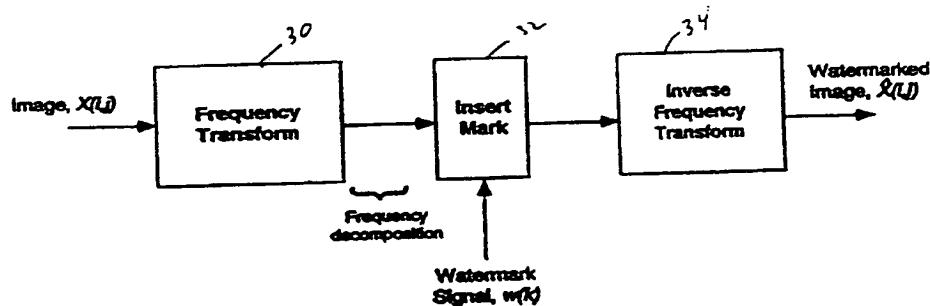 30
32
34
Image, X(i,j)
Frequency
Transform
Insert
Mark
Inverse
Frequency
Transform
Watermarked
Image, X̂(i,j)
Frequency
decomposition
Watermark
Signal, w(k)